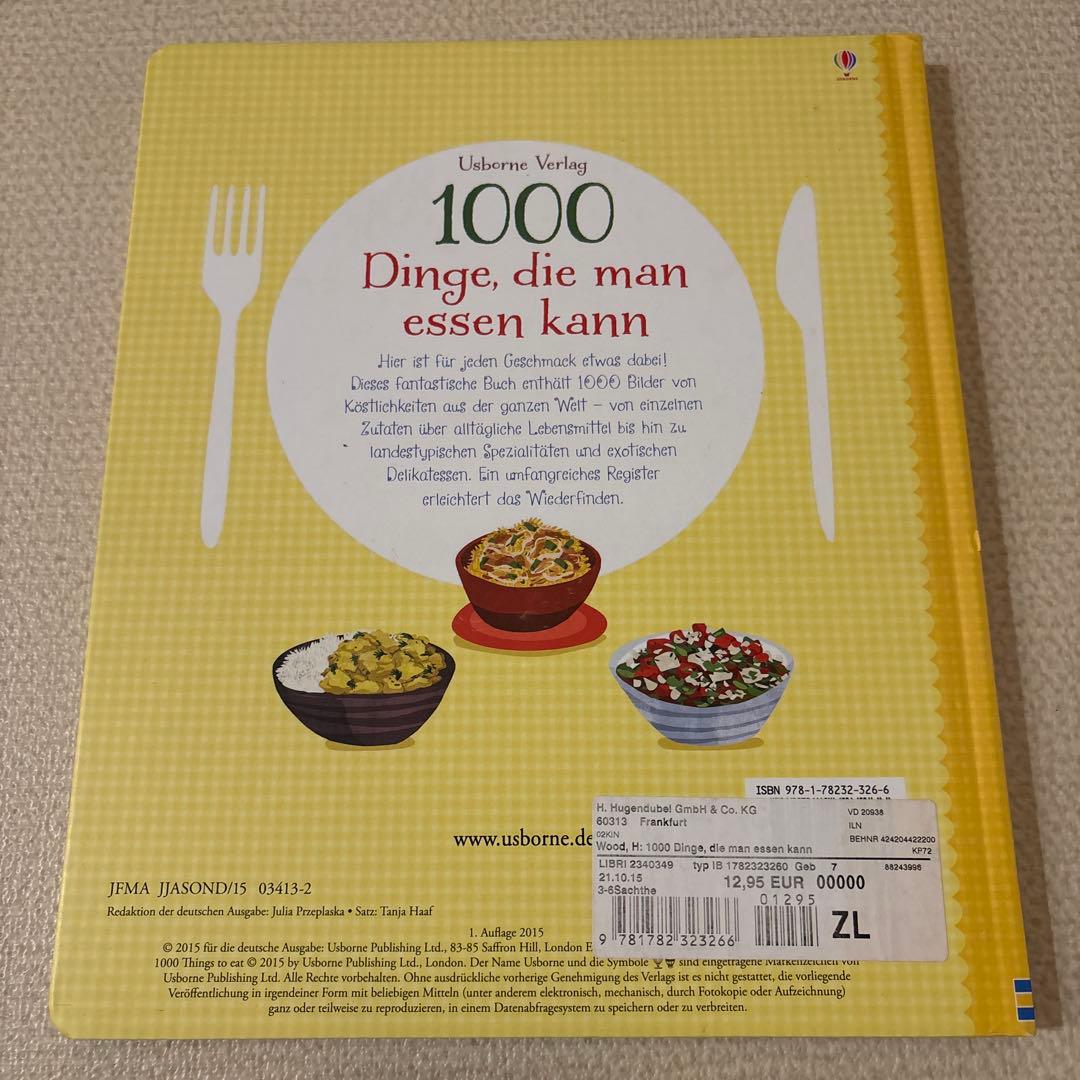 USBORNE
Usborne Verlag
1000
Dinge, die man
essen kann
Hier ist für jeden Geschmack etwas dabei!
Dieses fantastische Buch enthält 1000 Bilder von
Köstlichkeiten aus der ganzen Welt – von einzelnen
Zutaten über alltägliche Lebensmittel bis hin zu
landestypischen Spezialitäten und exotischen
Delikatessen. Ein umfangreiches Register
erleichtert das Wiederfinden.
ISBN 978-1-78232-326-6
www.usborne.de
H. Hugendubel GmbH & Co. KG VD 20938
60313 Frankfurt ILN
02KIN BEHNR 424204422200
Wood, H: 1000 Dinge, die man essen kann KP72
LIBRI 2340349 typ IB 1782323260 Geb 7 88243996
21.10.15 12,95 EUR 00000
3-6Sachthe 01295
9 781782 323266 ZL
JFMA JJASOND/15 03413-2
Redaktion der deutschen Ausgabe: Julia Przeplaska • Satz: Tanja Haaf
1. Auflage 2015
© 2015 für die deutsche Ausgabe: Usborne Publishing Ltd., 83-85 Saffron Hill, London E
1000 Things to eat © 2015 by Usborne Publishing Ltd., London. Der Name Usborne und die Symbole sind eingetragene Markenzeichen von
Usborne Publishing Ltd. Alle Rechte vorbehalten. Ohne ausdrückliche vorherige Genehmigung des Verlags ist es nicht gestattet, die vorliegende
Veröffentlichung in irgendeiner Form mit beliebigen Mitteln (unter anderem elektronisch, mechanisch, durch Fotokopie oder Aufzeichnung)
ganz oder teilweise zu reproduzieren, in einem Datenabfragesystem zu speichern oder zu verbreiten.